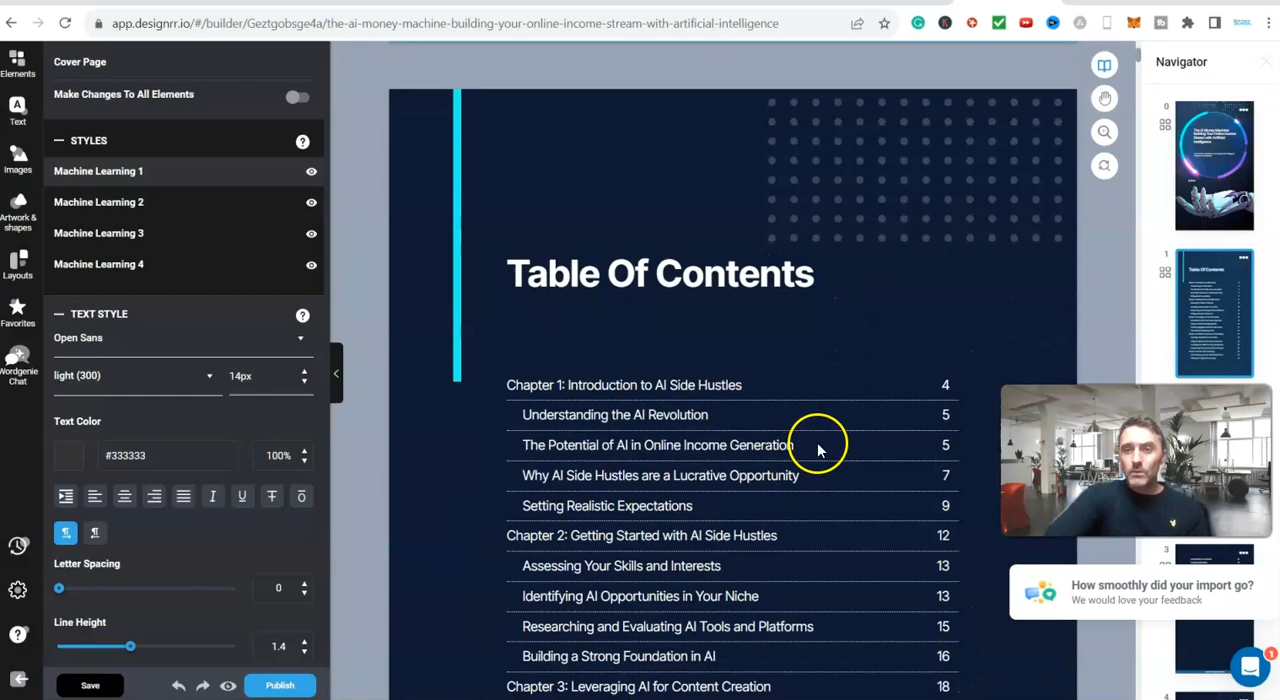 app.designrr.io/#/builder/Geztgobsge4a/the-ai-money-machine-building-your-online-income-stream-with-artificial-intelligence
Elements
Text
Images
Artwork & shapes
Layouts
Favorites
Wordgenie Chat
Cover Page
Make Changes To All Elements
STYLES
Machine Learning 1
Machine Learning 2
Machine Learning 3
Machine Learning 4
TEXT STYLE
Open Sans
light (300)
14px
Text Color
#333333
100%
Letter Spacing
0
Line Height
1.4
Save
Publish
Table Of Contents
Chapter 1: Introduction to AI Side Hustles 4
Understanding the AI Revolution 5
The Potential of AI in Online Income Generation 5
Why AI Side Hustles are a Lucrative Opportunity 7
Setting Realistic Expectations 9
Chapter 2: Getting Started with AI Side Hustles 12
Assessing Your Skills and Interests 13
Identifying AI Opportunities in Your Niche 13
Researching and Evaluating AI Tools and Platforms 15
Building a Strong Foundation in AI 16
Chapter 3: Leveraging AI for Content Creation 18
Navigator
0
1
Table Of Contents
3
How smoothly did your import go?
We would love your feedback
4
1